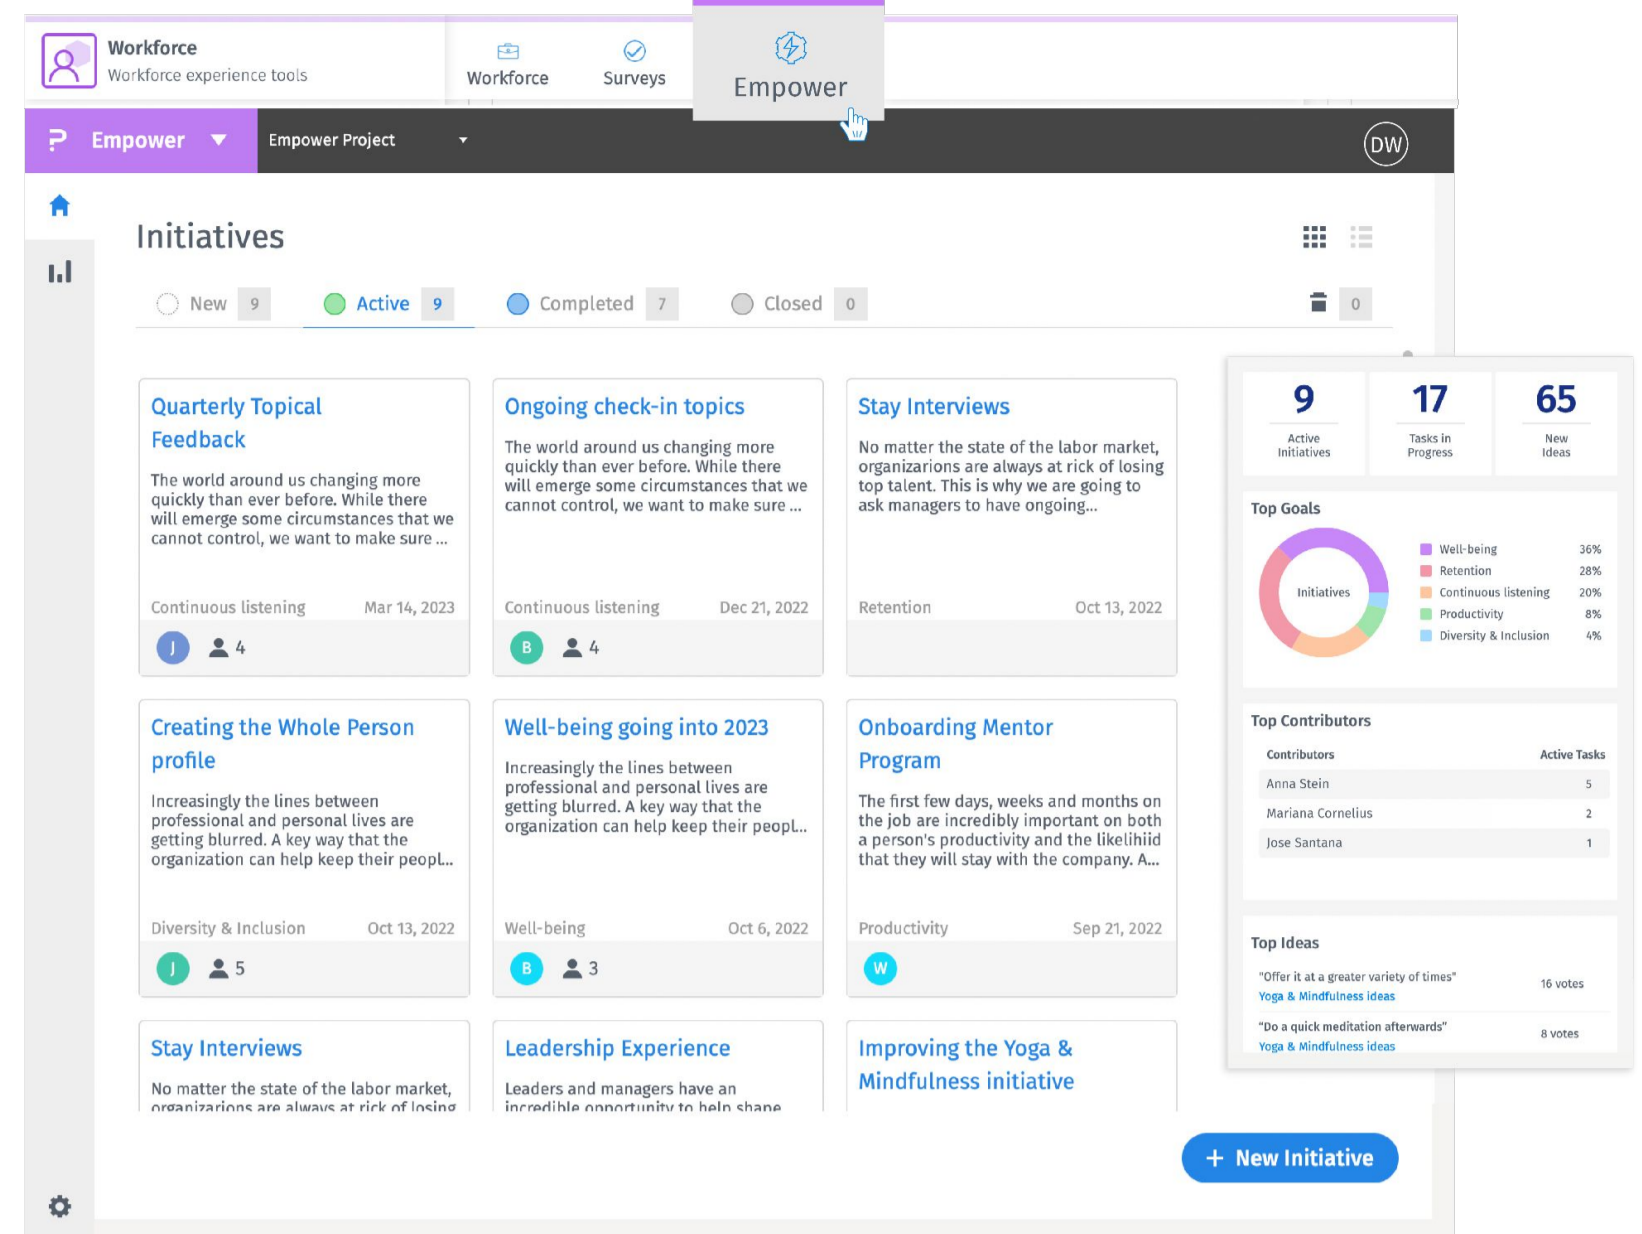 Workforce
Workforce experience tools
Workforce
Surveys
Empower
Empower
Empower Project
DW
Initiatives
New 9
Active 9
Completed 7
Closed 0
0
Quarterly Topical
Feedback
The world around us changing more
quickly than ever before. While there
will emerge some circumstances that we
cannot control, we want to make sure ...
Continuous listening Mar 14, 2023
J 4
Ongoing check-in topics
The world around us changing more
quickly than ever before. While there
will emerge some circumstances that we
cannot control, we want to make sure ...
Continuous listening Dec 21, 2022
B 4
Stay Interviews
No matter the state of the labor market,
organizarions are always at rick of losing
top talent. This is why we are going to
ask managers to have ongoing...
Retention Oct 13, 2022
Creating the Whole Person
profile
Increasingly the lines between
professional and personal lives are
getting blurred. A key way that the
organization can help keep their peopl...
Diversity & Inclusion Oct 13, 2022
J 5
Well-being going into 2023
Increasingly the lines between
professional and personal lives are
getting blurred. A key way that the
organization can help keep their peopl...
Well-being Oct 6, 2022
B 3
Onboarding Mentor
Program
The first few days, weeks and months on
the job are incredibly important on both
a person's productivity and the likelihiid
that they will stay with the company. A...
Productivity Sep 21, 2022
W
Stay Interviews
No matter the state of the labor market,
organizarions are always at rick of losing
Leadership Experience
Leaders and managers have an
incredible opportunity to help shape
Improving the Yoga &
Mindfulness initiative
9
Active
Initiatives
17
Tasks in
Progress
65
New
Ideas
Top Goals
Initiatives
Well-being 36%
Retention 28%
Continuous listening 20%
Productivity 8%
Diversity & Inclusion 4%
Top Contributors
Contributors Active Tasks
Anna Stein 5
Mariana Cornelius 2
Jose Santana 1
Top Ideas
"Offer it at a greater variety of times"
Yoga & Mindfulness ideas
16 votes
"Do a quick meditation afterwards"
Yoga & Mindfulness ideas
8 votes
+ New Initiative